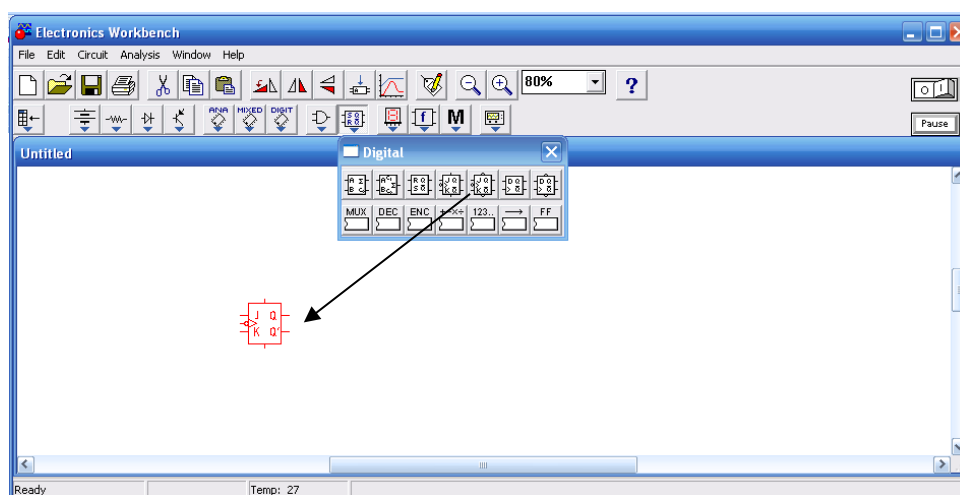 Electronics Workbench
File Edit Circuit Analysis Window Help
80% ?
ANA MIXED DIGIT M
Pause
Untitled
Digital
MUX DEC ENC +-×÷ 123.. FF
J Q
K Q'
Ready Temp: 27